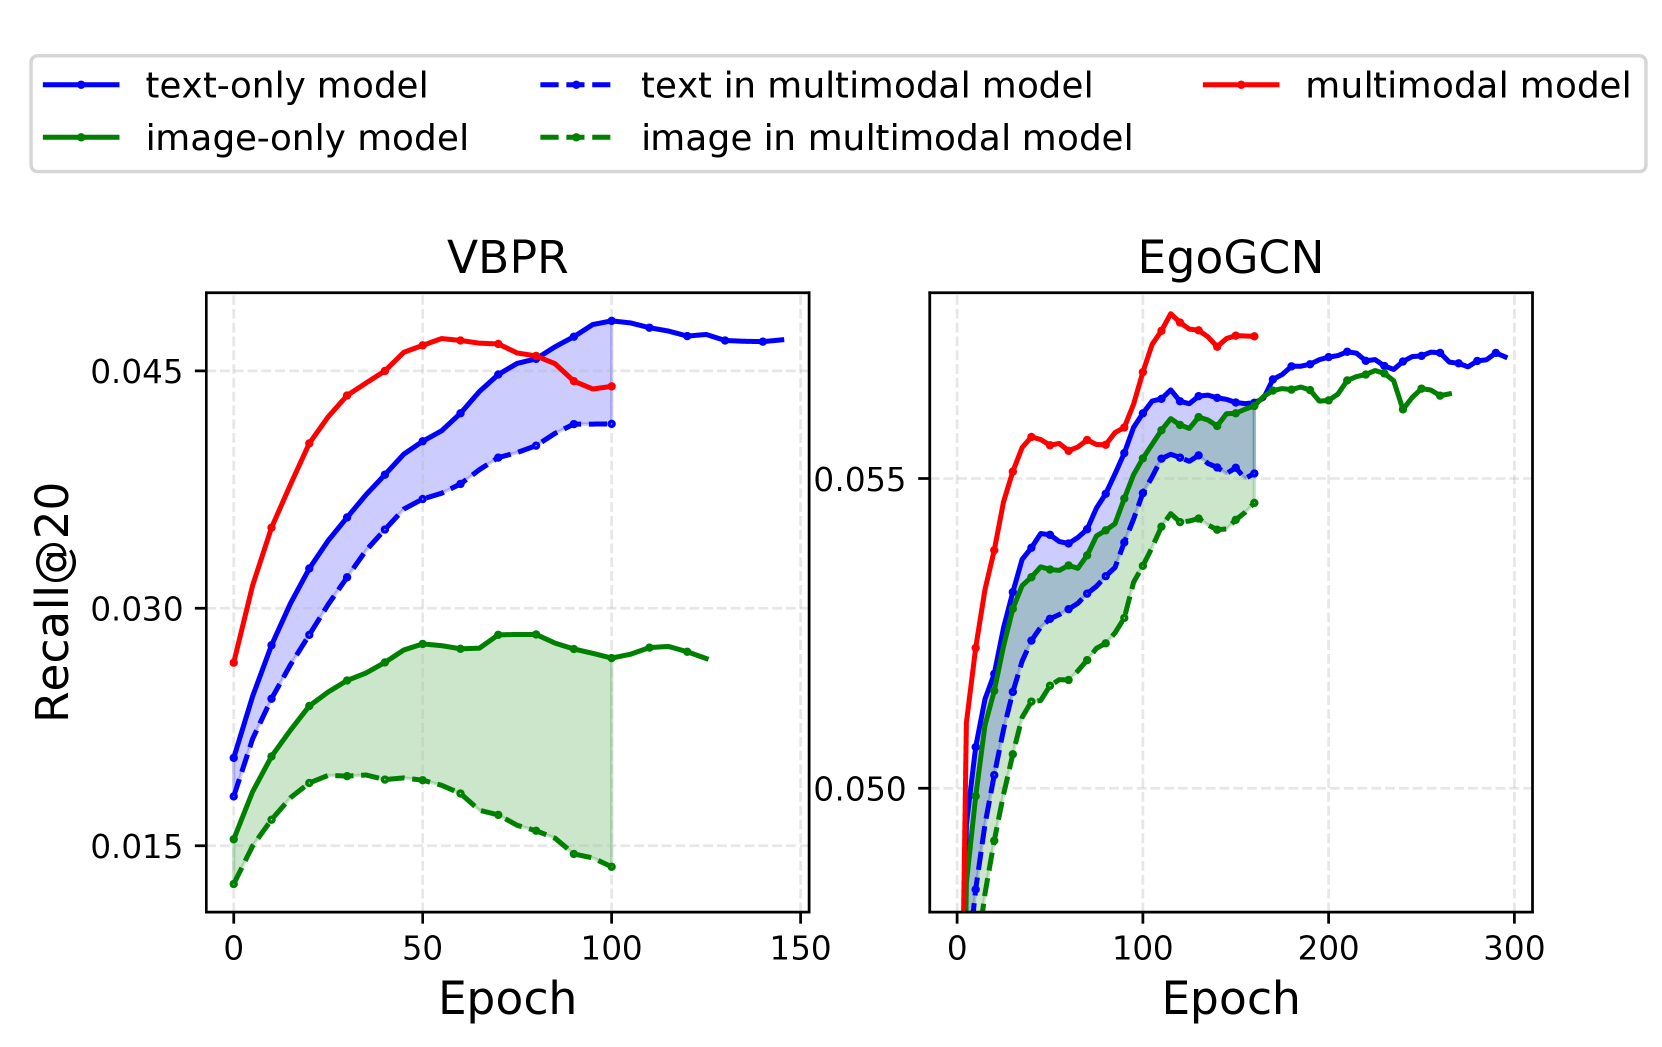 text-only model
text in multimodal model
multimodal model
image-only model
image in multimodal model
VBPR
EgoGCN
Recall@20
0.045
0.030
0.015
0 50 100 150
Epoch
0.055
0.050
0 100 200 300
Epoch